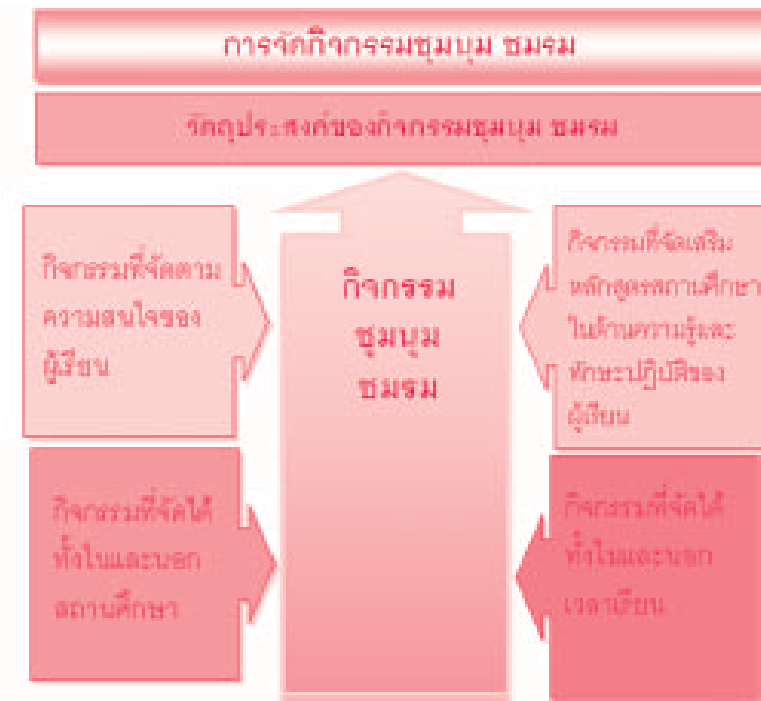 การจัดกิจกรรมชุมนุม ชมรม
วัตถุประสงค์ของกิจกรรมชุมนุม ชมรม
กิจกรรมที่จัดตาม
ความสนใจของ
ผู้เรียน
กิจกรรม
ชุมนุม
ชมรม
กิจกรรมที่จัดเสริม
หลักสูตรสถานศึกษา
ในด้านความรู้และ
ทักษะปฏิบัติของ
ผู้เรียน
กิจกรรมที่จัดได้
ทั้งในและนอก
สถานศึกษา
กิจกรรมที่จัดได้
ทั้งในและนอก
เวลาเรียน